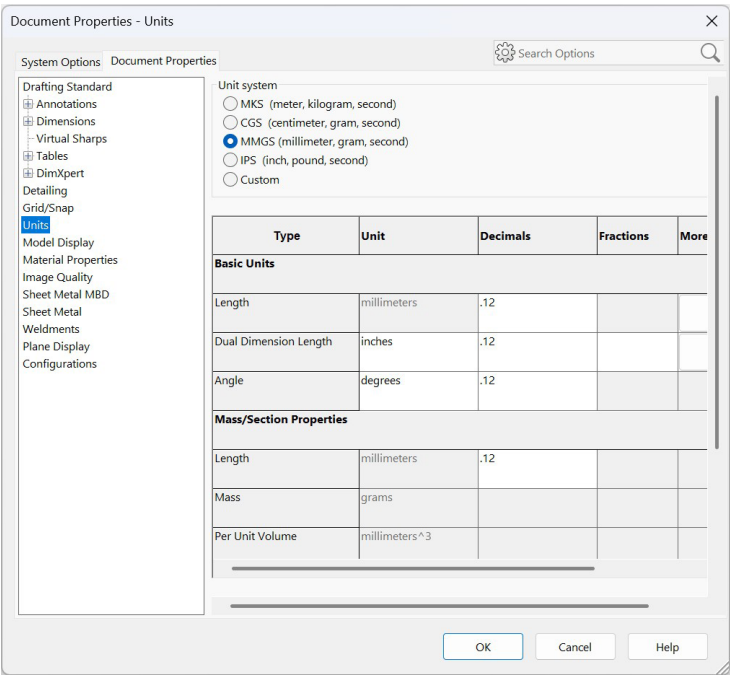 Document Properties - Units
System Options Document Properties
Search Options
Drafting Standard
Annotations
Dimensions
Virtual Sharps
Tables
DimXpert
Detailing
Grid/Snap
Units
Model Display
Material Properties
Image Quality
Sheet Metal MBD
Sheet Metal
Weldments
Plane Display
Configurations
Unit system
MKS (meter, kilogram, second)
CGS (centimeter, gram, second)
MMGS (millimeter, gram, second)
IPS (inch, pound, second)
Custom
Type Unit Decimals Fractions More
Basic Units
Length millimeters .12
Dual Dimension Length inches .12
Angle degrees .12
Mass/Section Properties
Length millimeters .12
Mass grams
Per Unit Volume millimeters^3
OK Cancel Help